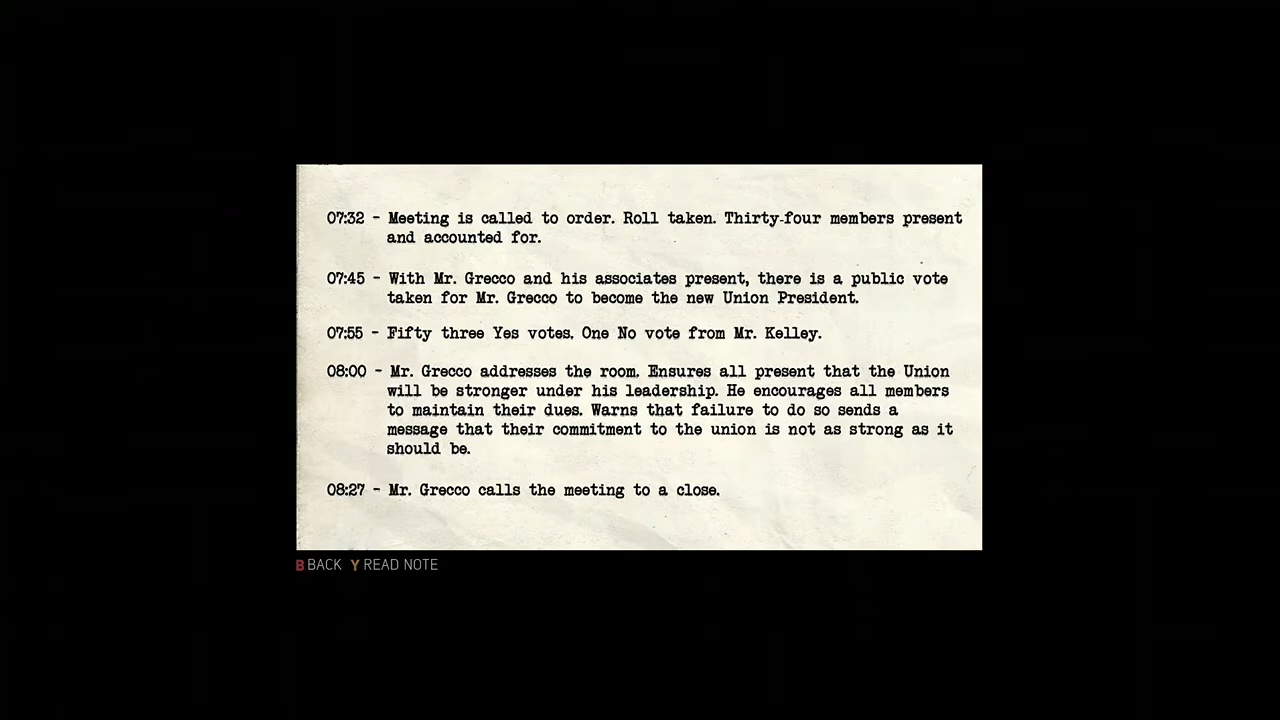 07:32 - Meeting is called to order. Roll taken. Thirty-four members present
and accounted for.
07:45 - With Mr. Grecco and his associates present, there is a public vote
taken for Mr. Grecco to become the new Union President.
07:55 - Fifty three Yes votes. One No vote from Mr. Kelley.
08:00 - Mr. Grecco addresses the room. Ensures all present that the Union
will be stronger under his leadership. He encourages all members
to maintain their dues. Warns that failure to do so sends a
message that their commitment to the union is not as strong as it
should be.
08:27 - Mr. Grecco calls the meeting to a close.
B BACK Y READ NOTE